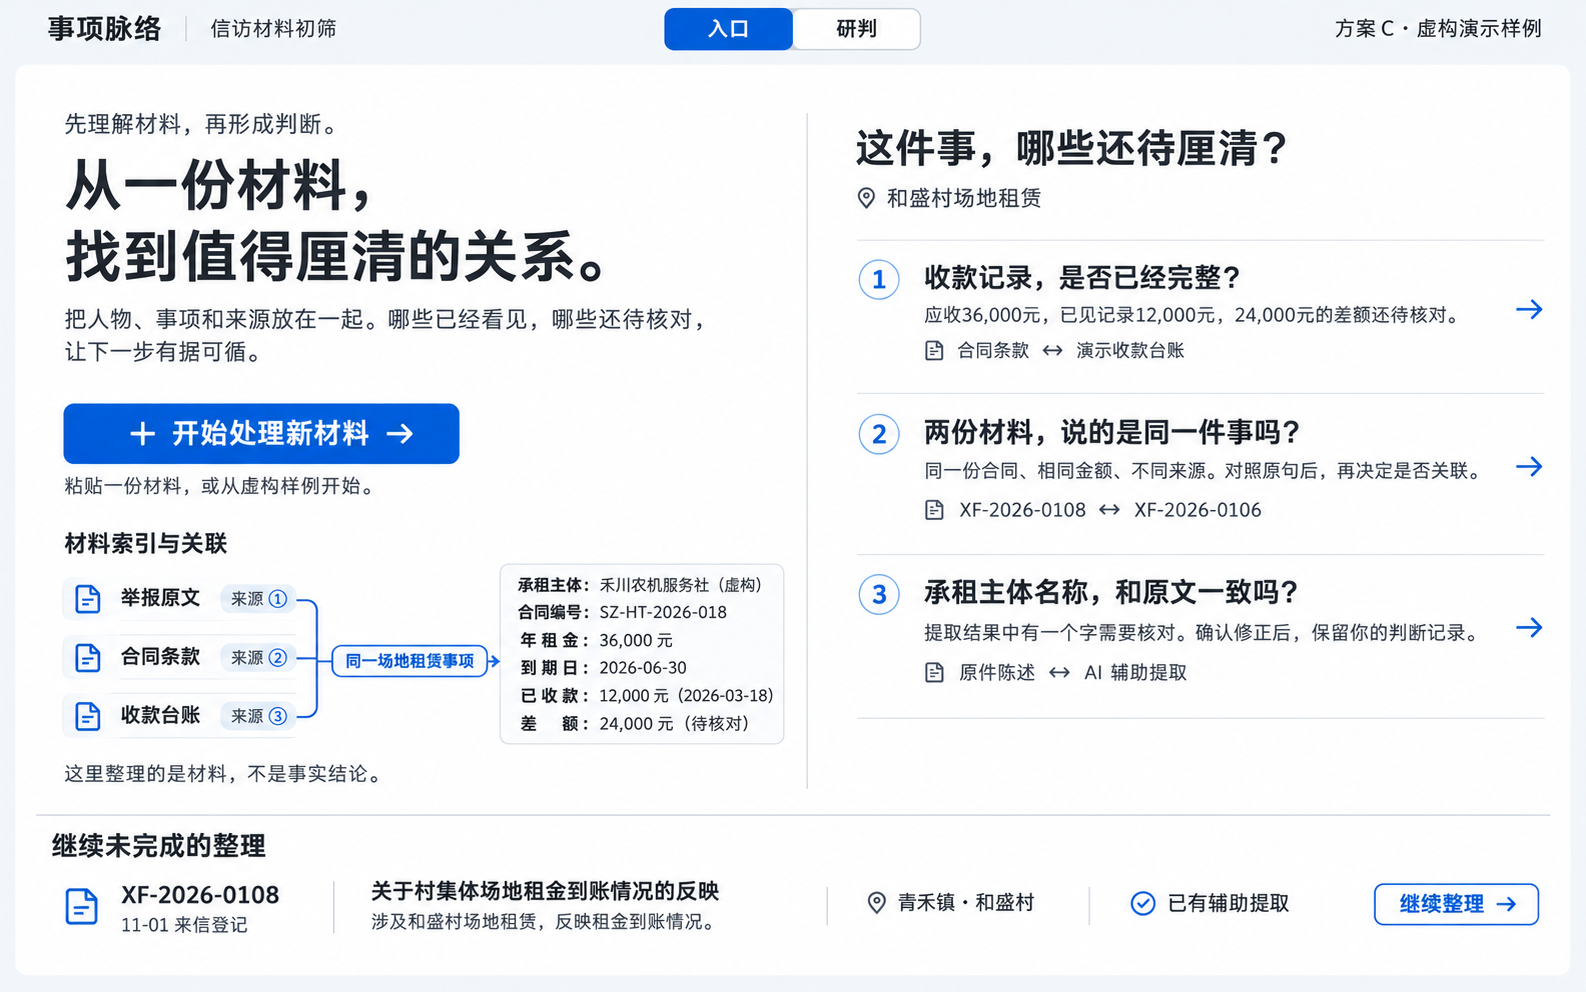 事项脉络
信访材料初筛
入口
研判
方案 C · 虚构演示样例
先理解材料，再形成判断。
从一份材料，
找到值得厘清的关系。
把人物、事项和来源放在一起。哪些已经看见，哪些还待核对，
让下一步有据可循。
+ 开始处理新材料 →
粘贴一份材料，或从虚构样例开始。
材料索引与关联
举报原文 来源 ①
合同条款 来源 ②
收款台账 来源 ③
同一场地租赁事项
承租主体：禾川农机服务社（虚构）
合同编号：SZ-HT-2026-018
年 租 金：36,000 元
到 期 日：2026-06-30
已 收 款：12,000 元（2026-03-18）
差 额：24,000 元（待核对）
这里整理的是材料，不是事实结论。
这件事，哪些还待厘清？
和盛村场地租赁
1 收款记录，是否已经完整？
应收36,000元，已见记录12,000元，24,000元的差额还待核对。
合同条款 ↔ 演示收款台账
2 两份材料，说的是同一件事吗？
同一份合同、相同金额、不同来源。对照原句后，再决定是否关联。
XF-2026-0108 ↔ XF-2026-0106
3 承租主体名称，和原文一致吗？
提取结果中有一个字需要核对。确认修正后，保留你的判断记录。
原件陈述 ↔ AI 辅助提取
继续未完成的整理
XF-2026-0108
11-01 来信登记
关于村集体场地租金到账情况的反映
涉及和盛村场地租赁，反映租金到账情况。
青禾镇 · 和盛村
已有辅助提取
继续整理 →